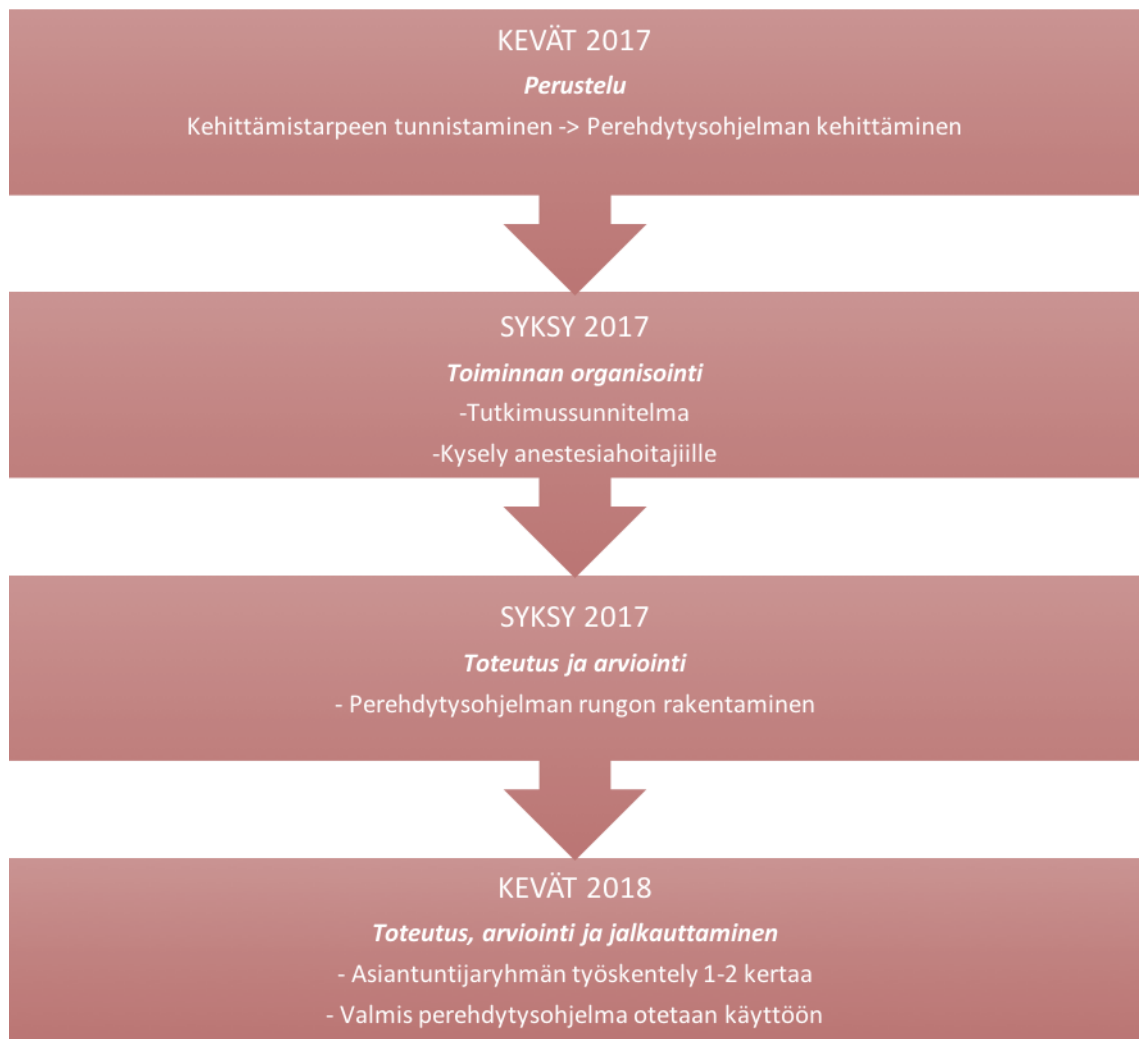 KEVÄT 2017
Perustelu
Kehittämistarpeen tunnistaminen -> Perehdytysohjelman kehittäminen
SYKSY 2017
Toiminnan organisointi
-Tutkimussunnitelma
-Kysely anestesiahoitajiille
SYKSY 2017
Toteutus ja arviointi
- Perehdytysohjelman rungon rakentaminen
KEVÄT 2018
Toteutus, arviointi ja jalkauttaminen
- Asiantuntijaryhmän työskentely 1-2 kertaa
- Valmis perehdytysohjelma otetaan käyttöön